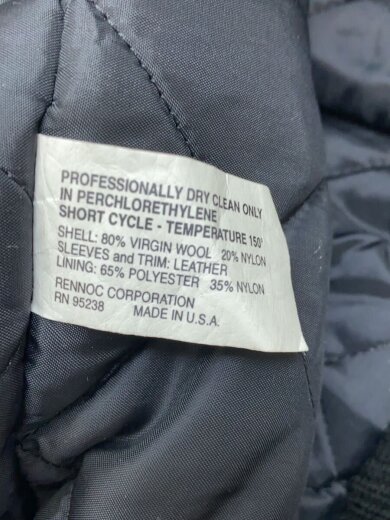 PROFESSIONALLY DRY CLEAN ONLY
IN PERCHLORETHYLENE
SHORT CYCLE - TEMPERATURE 150°
SHELL: 80% VIRGIN WOOL 20% NYLON
SLEEVES and TRIM: LEATHER
LINING: 65% POLYESTER 35% NYLON
RENNOC CORPORATION
RN 95238 MADE IN U.S.A.